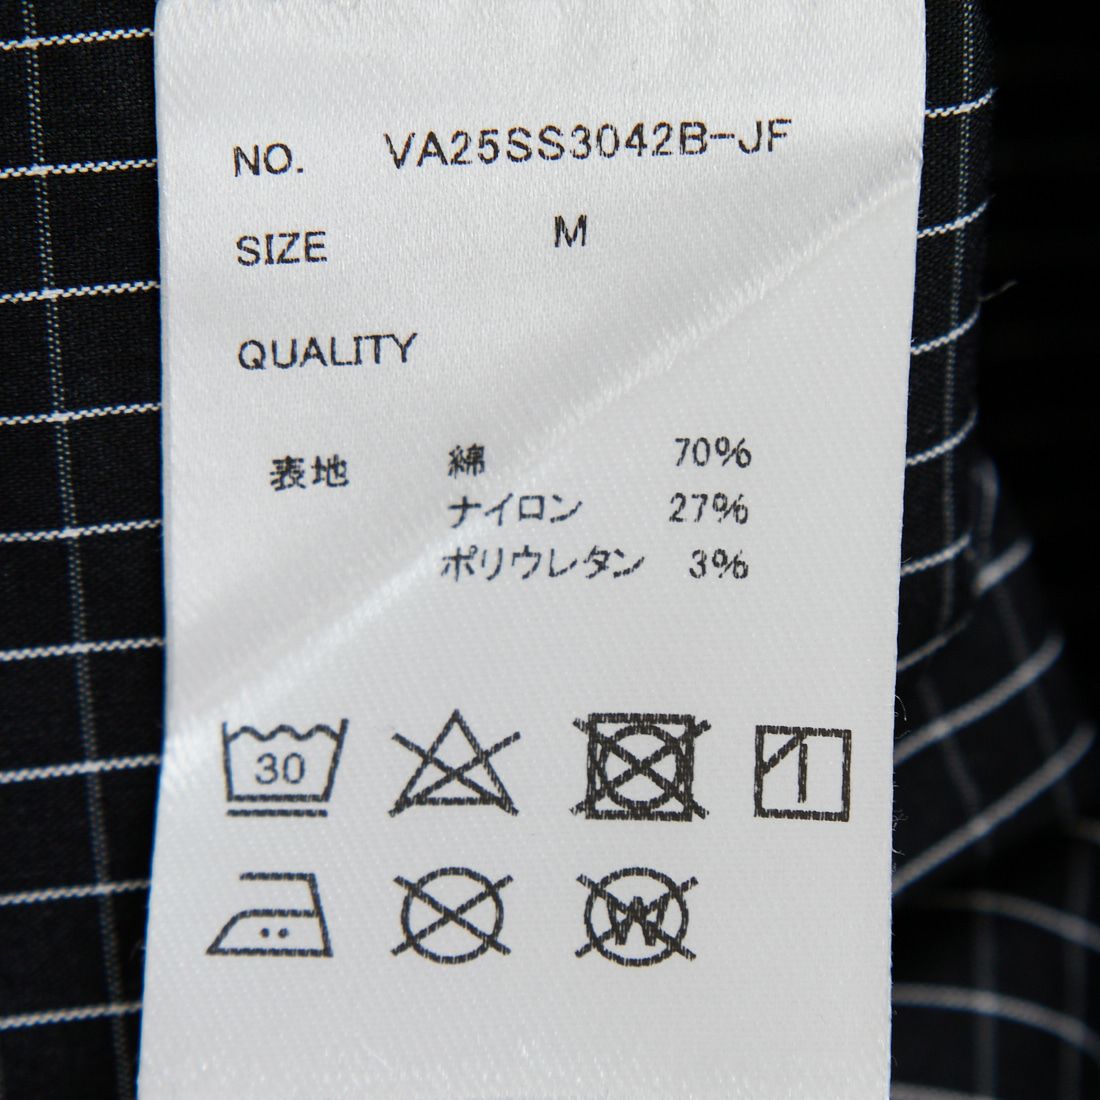 NO. VA25SS3042B-JF
SIZE M
QUALITY
表地 綿 70%
ナイロン 27%
ポリウレタン 3%
30
W